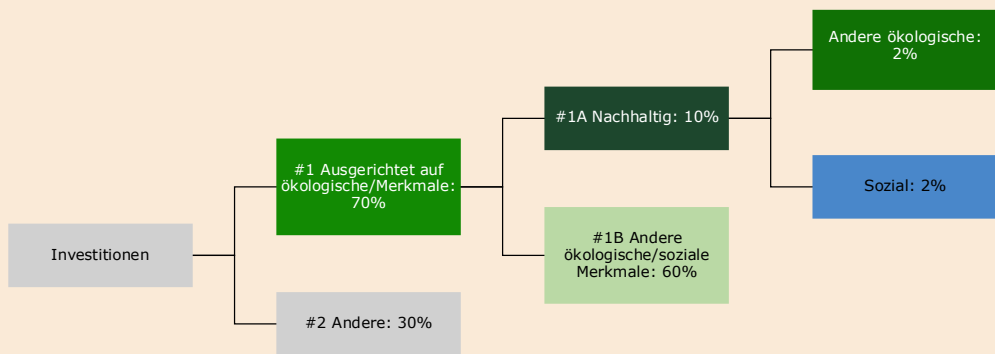 Investitionen
#1 Ausgerichtet auf
ökologische/Merkmale:
70%
#2 Andere: 30%
#1A Nachhaltig: 10%
#1B Andere
ökologische/soziale
Merkmale: 60%
Andere ökologische:
2%
Sozial: 2%